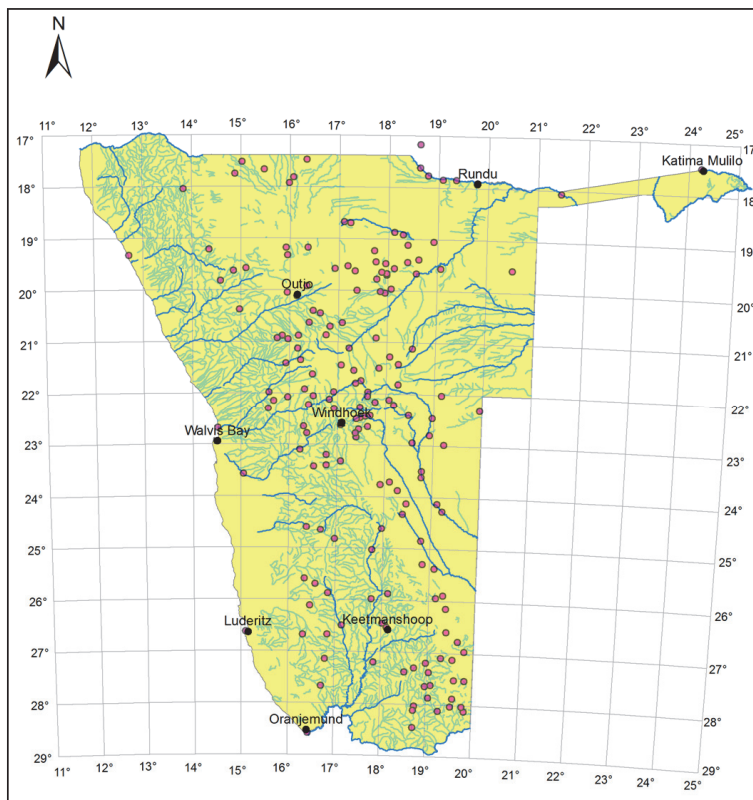 N
11° 12° 13° 14° 15° 16° 17° 18° 19° 20° 21° 22° 23° 24° 25°
17° 17°
Katima Mulilo
Rundu
18° 18°
19° 19°
Outjo
20° 20°
21° 21°
22° 22°
Windhoek
Walvis Bay
23° 23°
24° 24°
25° 25°
26° 26°
Luderitz
Keetmanshoop
27° 27°
28° 28°
Oranjemund
29° 29°
11° 12° 13° 14° 15° 16° 17° 18° 19° 20° 21° 22° 23° 24° 25°